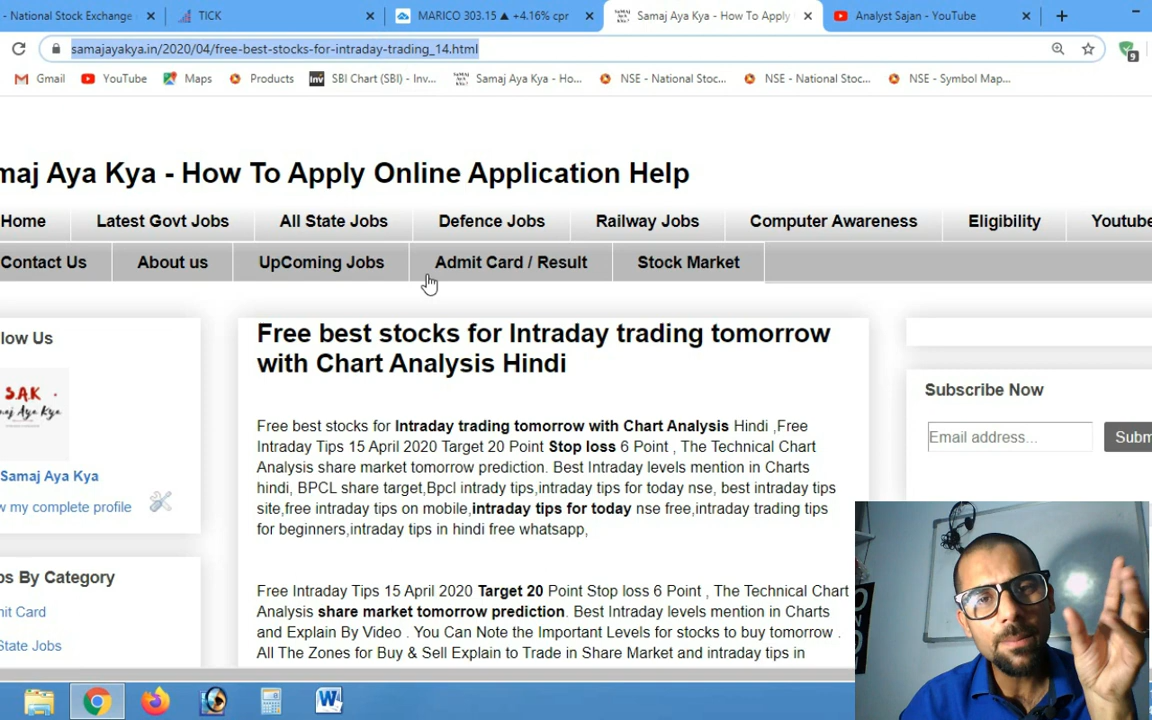 - National Stock Exchange
TICK
MARICO 303.15 ▲ +4.16% cpr
Samaj Aya Kya - How To Apply
Analyst Sajan - YouTube
samajayakya.in/2020/04/free-best-stocks-for-intraday-trading_14.html
9
Gmail
YouTube
Maps
Products
Inv
SBI Chart (SBI) - Inv...
Samaj Aya Kya - Ho...
NSE - National Stoc...
NSE - National Stoc...
NSE - Symbol Map...
maj Aya Kya - How To Apply Online Application Help
Home Latest Govt Jobs All State Jobs Defence Jobs Railway Jobs Computer Awareness Eligibility Youtube
Contact Us About us UpComing Jobs Admit Card / Result Stock Market
low Us
S.A.K
maj Aya Kya
Samaj Aya Kya
w my complete profile
bs By Category
nit Card
State Jobs
Free best stocks for Intraday trading tomorrow
with Chart Analysis Hindi
Free best stocks for Intraday trading tomorrow with Chart Analysis Hindi ,Free
Intraday Tips 15 April 2020 Target 20 Point Stop loss 6 Point , The Technical Chart
Analysis share market tomorrow prediction. Best Intraday levels mention in Charts
hindi, BPCL share target,Bpcl intrady tips,intraday tips for today nse, best intraday tips
site,free intraday tips on mobile,intraday tips for today nse free,intraday trading tips
for beginners,intraday tips in hindi free whatsapp,
Free Intraday Tips 15 April 2020 Target 20 Point Stop loss 6 Point , The Technical Chart
Analysis share market tomorrow prediction. Best Intraday levels mention in Charts
and Explain By Video . You Can Note the Important Levels for stocks to buy tomorrow .
All The Zones for Buy & Sell Explain to Trade in Share Market and intraday tips in
Subscribe Now
Email address...
Subm